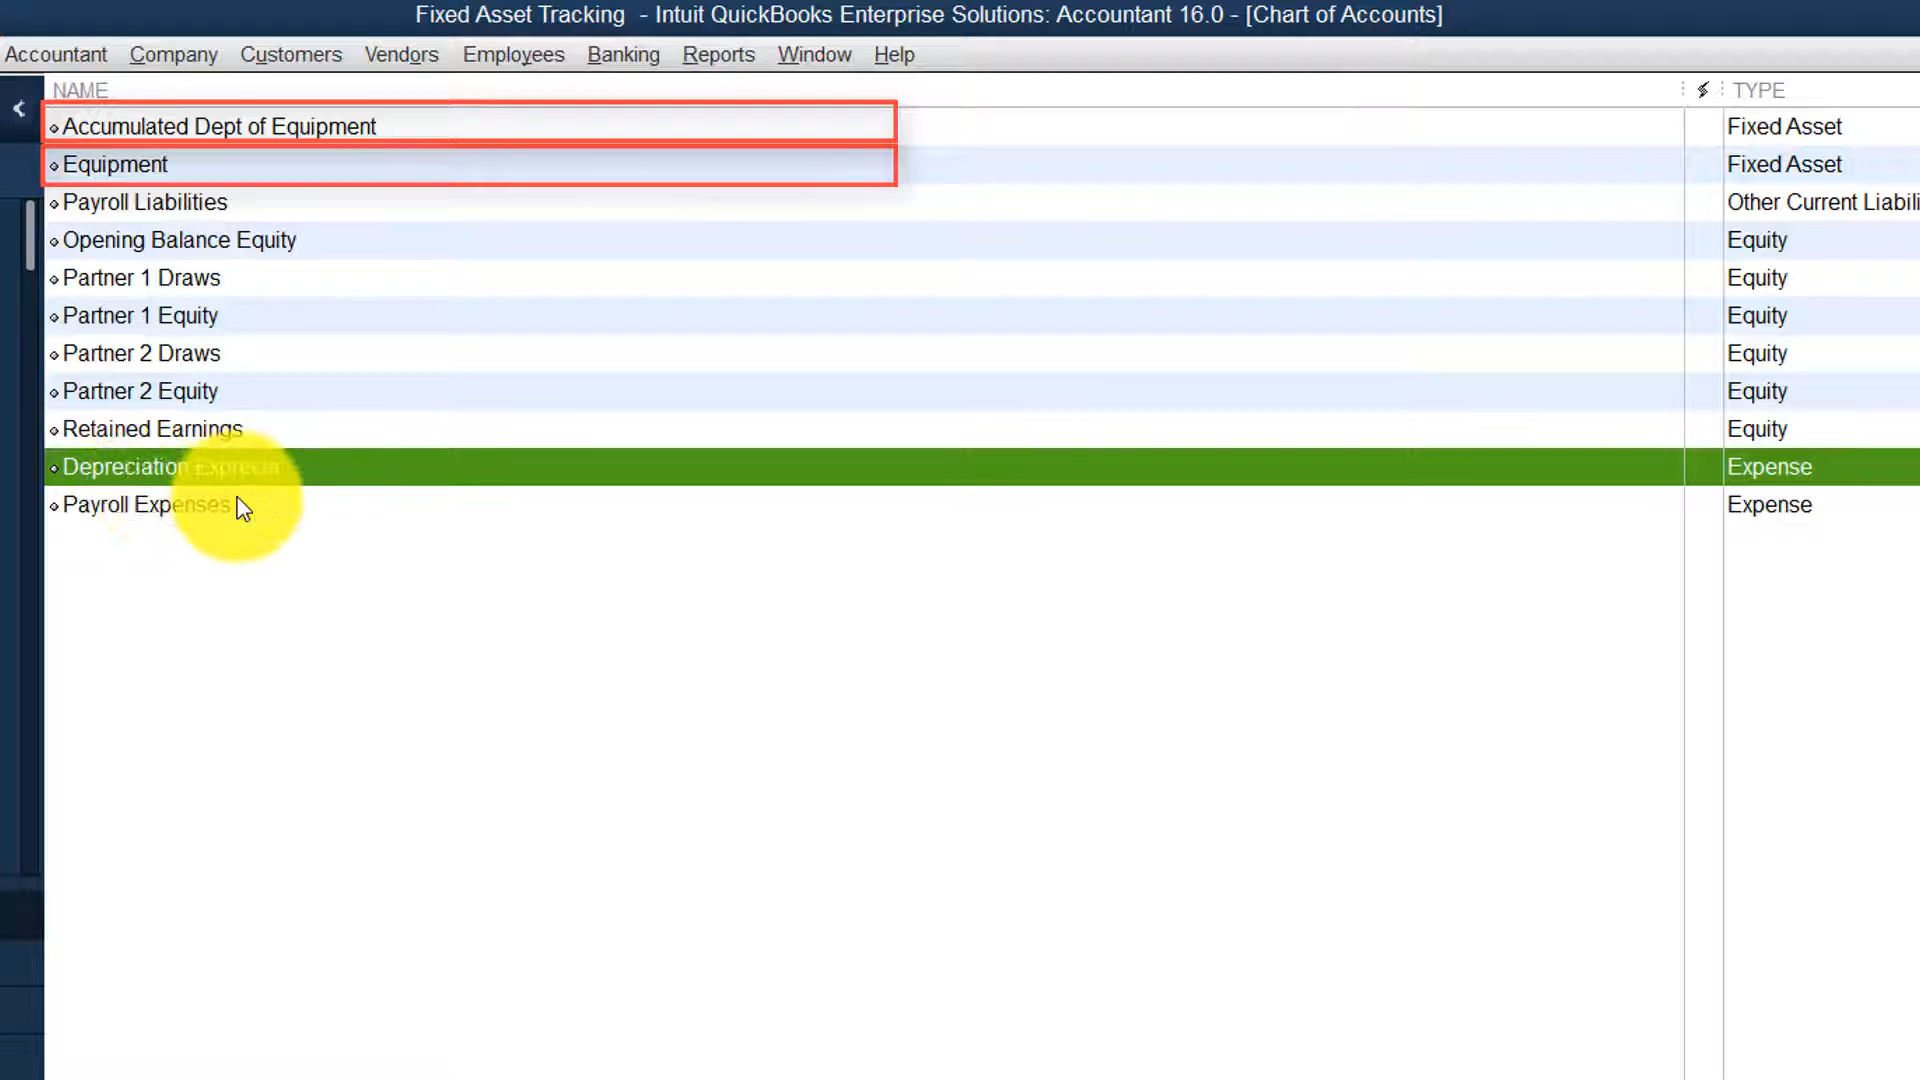 Fixed Asset Tracking - Intuit QuickBooks Enterprise Solutions: Accountant 16.0 - [Chart of Accounts]
Accountant Company Customers Vendors Employees Banking Reports Window Help
NAME TYPE
Accumulated Dept of Equipment Fixed Asset
Equipment Fixed Asset
Payroll Liabilities Other Current Liabili
Opening Balance Equity Equity
Partner 1 Draws Equity
Partner 1 Equity Equity
Partner 2 Draws Equity
Partner 2 Equity Equity
Retained Earnings Equity
Depreciation Expense
Payroll Expenses Expense